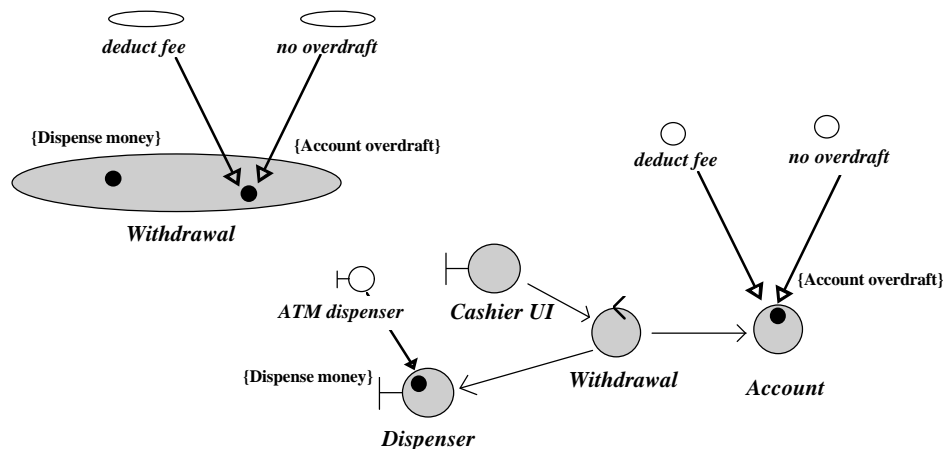 deduct fee
no overdraft
{Dispense money}
{Account overdraft}
Withdrawal
deduct fee
no overdraft
ATM dispenser
Cashier UI
{Account overdraft}
{Dispense money}
Withdrawal
Account
Dispenser